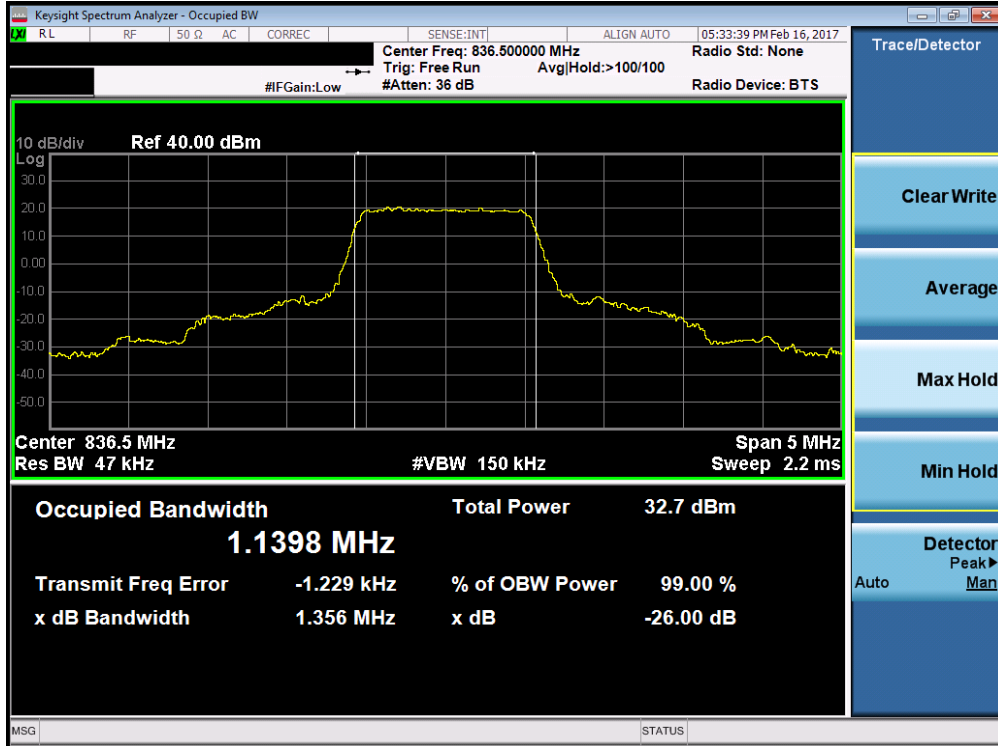 Keysight Spectrum Analyzer - Occupied BW
LXI RL RF 50 Ω AC CORREC SENSE:INT ALIGN AUTO 05:33:39 PM Feb 16, 2017
Center Freq: 836.500000 MHz Radio Std: None
Trig: Free Run Avg|Hold:>100/100
#IFGain:Low #Atten: 36 dB Radio Device: BTS
10 dB/div Ref 40.00 dBm
Log
30.0
20.0
10.0
0.00
-10.0
-20.0
-30.0
-40.0
-50.0
Center 836.5 MHz Span 5 MHz
Res BW 47 kHz #VBW 150 kHz Sweep 2.2 ms
Occupied Bandwidth Total Power 32.7 dBm
1.1398 MHz
Transmit Freq Error -1.229 kHz % of OBW Power 99.00 %
x dB Bandwidth 1.356 MHz x dB -26.00 dB
MSG STATUS
Trace/Detector
Clear Write
Average
Max Hold
Min Hold
Detector
Peak▶
Auto Man